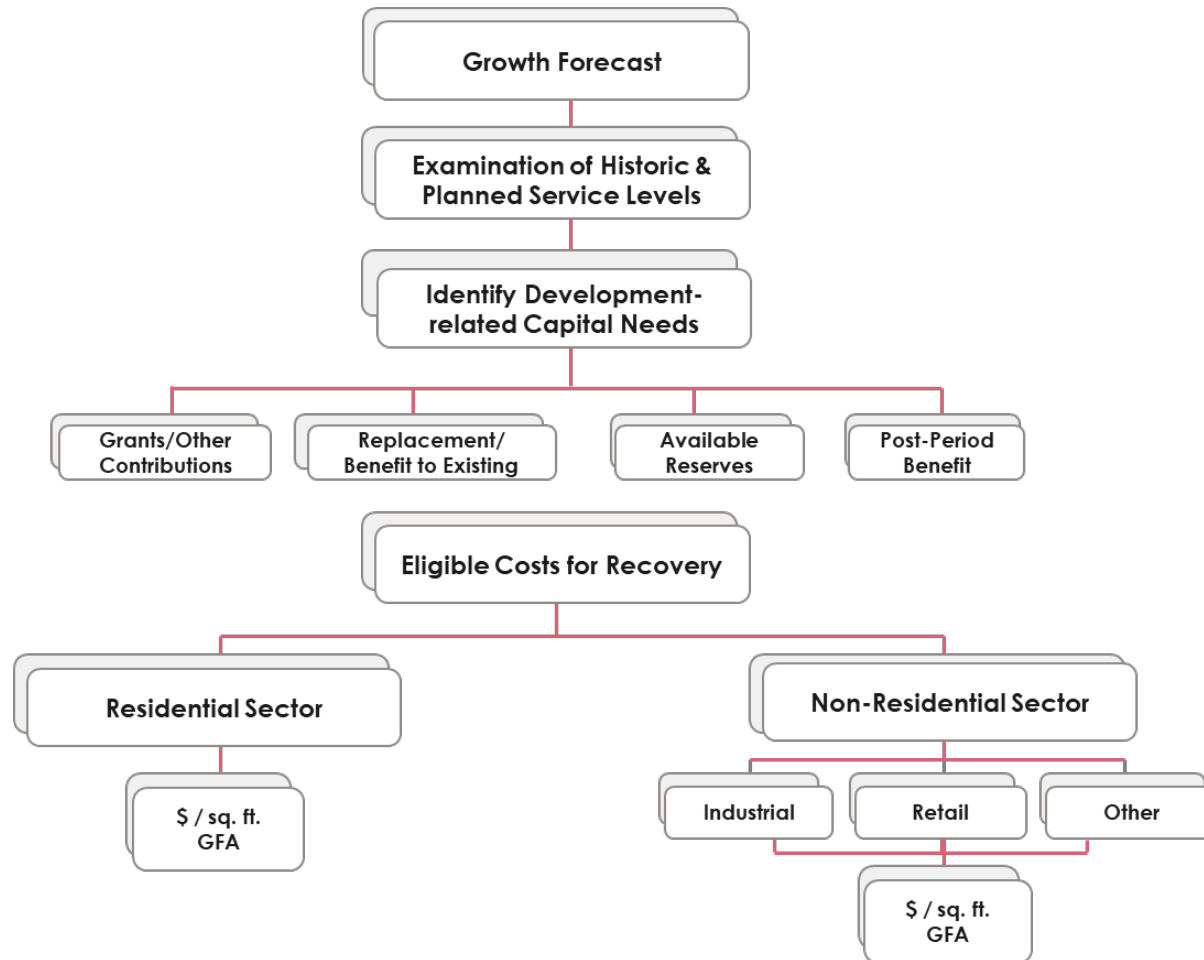 Growth Forecast
Examination of Historic &
Planned Service Levels
Identify Development-
related Capital Needs
Grants/Other
Contributions
Replacement/
Benefit to Existing
Available
Reserves
Post-Period
Benefit
Eligible Costs for Recovery
Residential Sector
Non-Residential Sector
Industrial
Retail
Other
$ / sq. ft.
GFA
$ / sq. ft.
GFA